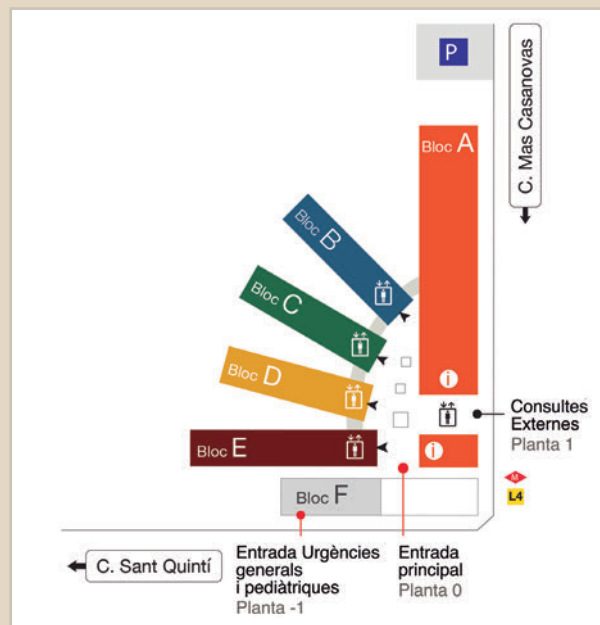 P
C. Mas Casanovas
Bloc A
Bloc B
Bloc C
Bloc D
Bloc E
Bloc F
i
i
Consultes
Externes
Planta 1
M
L4
C. Sant Quintí
Entrada Urgències
generals
i pediàtriques
Planta -1
Entrada
principal
Planta 0